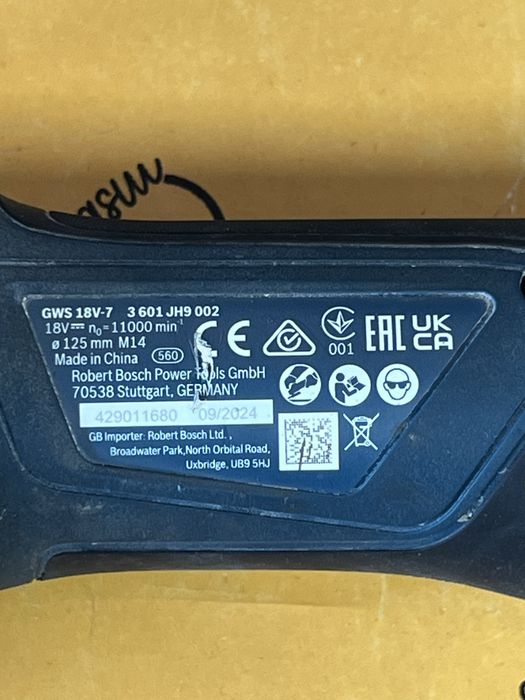 GWS 18V-7 3 601 JH9 002
18V⎓ n₀=11000 min⁻¹
ø 125 mm M14
Made in China 560
Robert Bosch Power Tools GmbH
70538 Stuttgart, GERMANY
429011680 09/2024
GB Importer: Robert Bosch Ltd.,
Broadwater Park,North Orbital Road,
Uxbridge, UB9 5HJ
CE
001
EAC
UK
CA